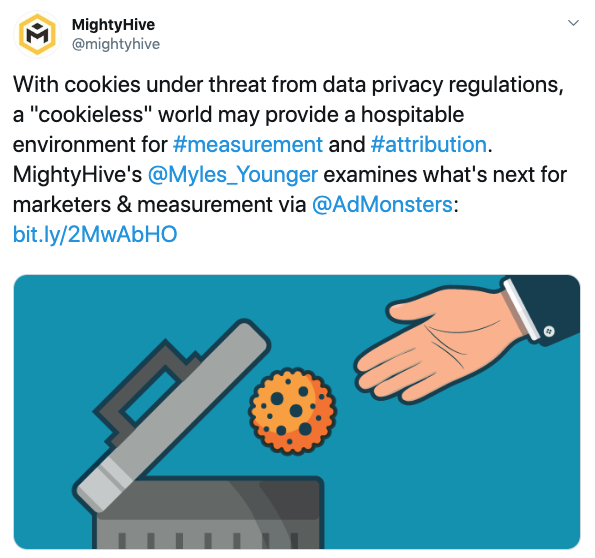 MightyHive
@mightyhive
With cookies under threat from data privacy regulations,
a "cookieless" world may provide a hospitable
environment for #measurement and #attribution.
MightyHive's @Myles_Younger examines what's next for
marketers & measurement via @AdMonsters:
bit.ly/2MwAbHO